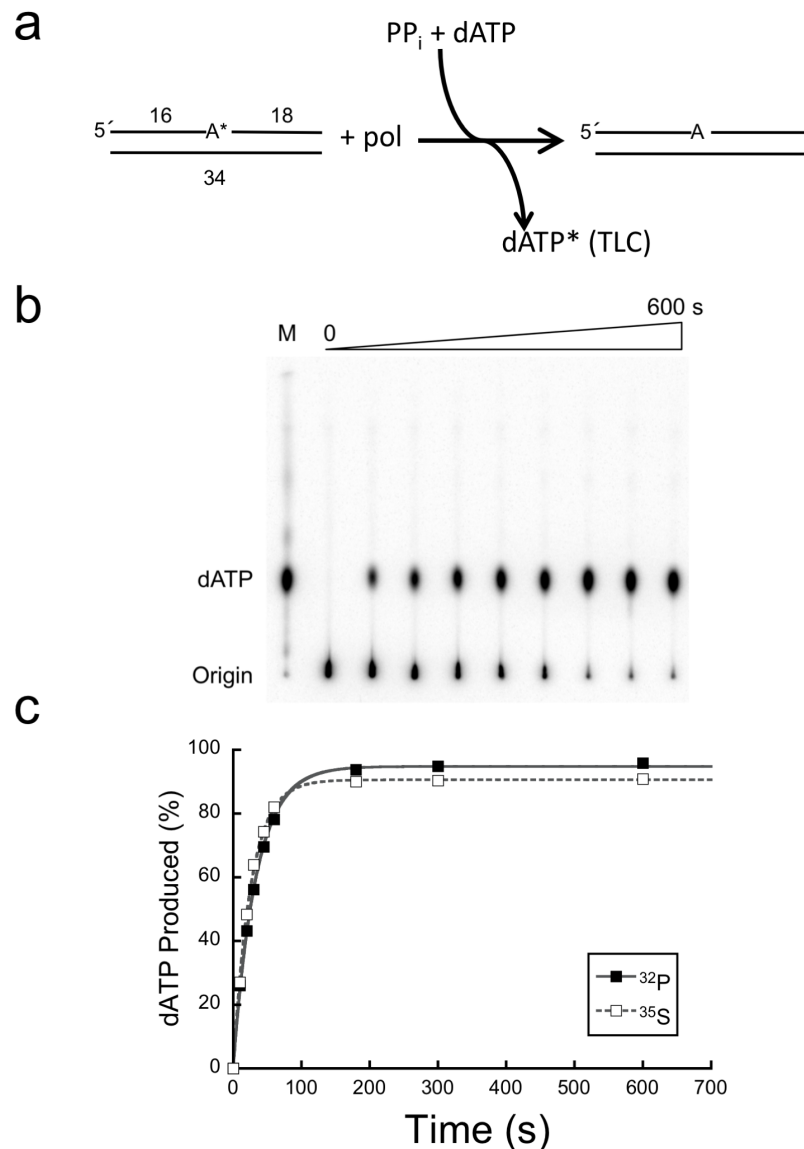 a
PPi + dATP
16 18
5´ A* + pol 5´ A
34
dATP* (TLC)
b
600 s
M 0
dATP
Origin
c
100
80
60
40
20
0
dATP Produced (%)
32P
35S
0 100 200 300 400 500 600 700
Time (s)